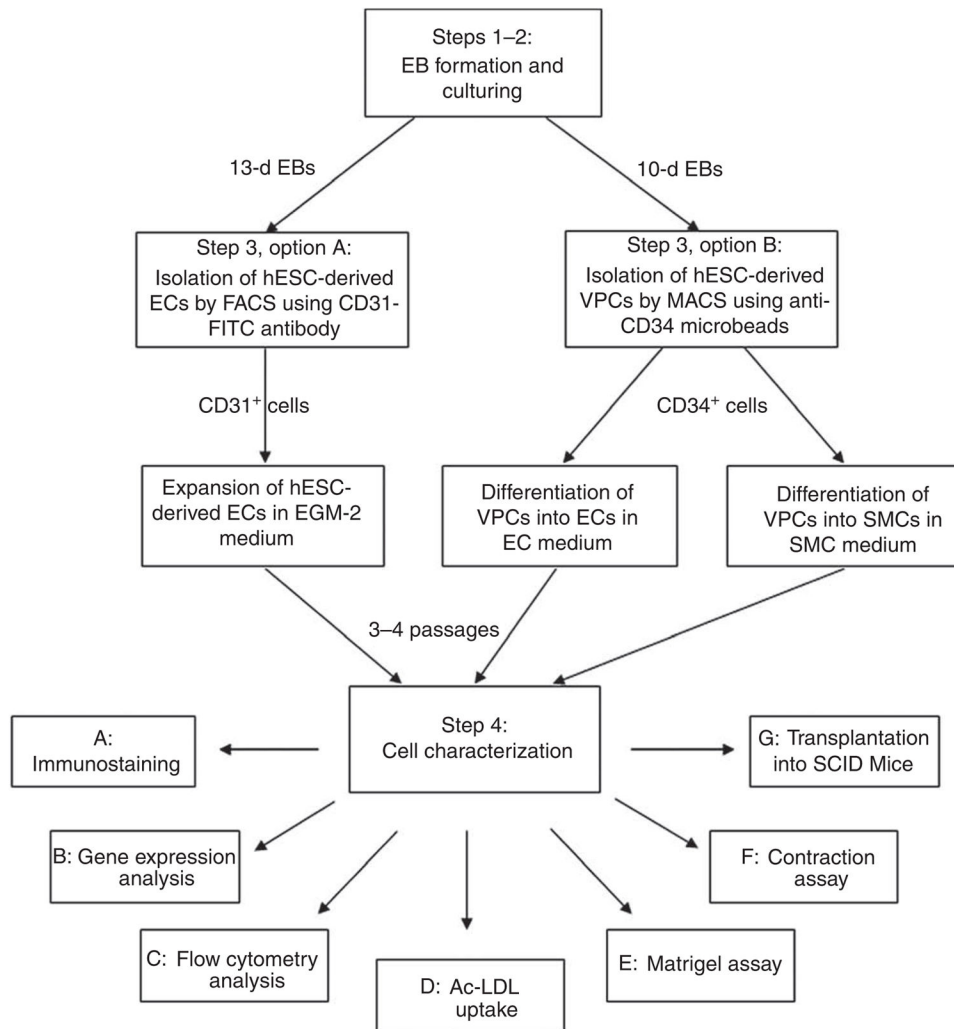 Steps 1–2:
EB formation and
culturing
13-d EBs
10-d EBs
Step 3, option A:
Isolation of hESC-derived
ECs by FACS using CD31-
FITC antibody
Step 3, option B:
Isolation of hESC-derived
VPCs by MACS using anti-
CD34 microbeads
CD31⁺ cells
CD34⁺ cells
Expansion of hESC-
derived ECs in EGM-2
medium
Differentiation of
VPCs into ECs in
EC medium
Differentiation of
VPCs into SMCs in
SMC medium
3–4 passages
Step 4:
Cell characterization
A:
Immunostaining
G: Transplantation
into SCID Mice
B: Gene expression
analysis
F: Contraction
assay
C: Flow cytometry
analysis
E: Matrigel assay
D: Ac-LDL
uptake